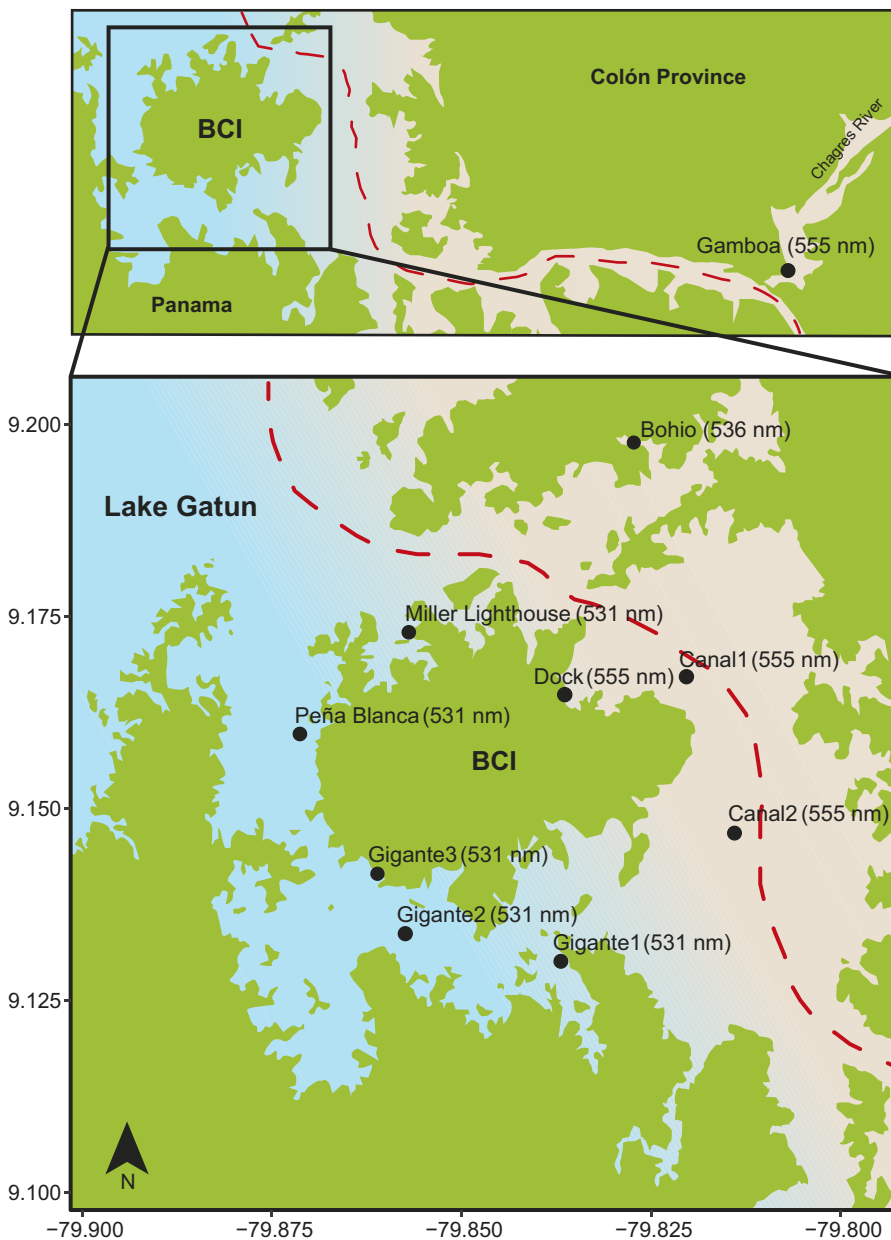 Colón Province
BCI
Chagres River
Gamboa (555 nm)
Panama
9.200
Bohio (536 nm)
Lake Gatun
9.175
Miller Lighthouse (531 nm)
Canal1 (555 nm)
Dock (555 nm)
Peña Blanca (531 nm)
BCI
9.150
Canal2 (555 nm)
Gigante3 (531 nm)
Gigante2 (531 nm)
Gigante1 (531 nm)
9.125
N
9.100
−79.900 −79.875 −79.850 −79.825 −79.800